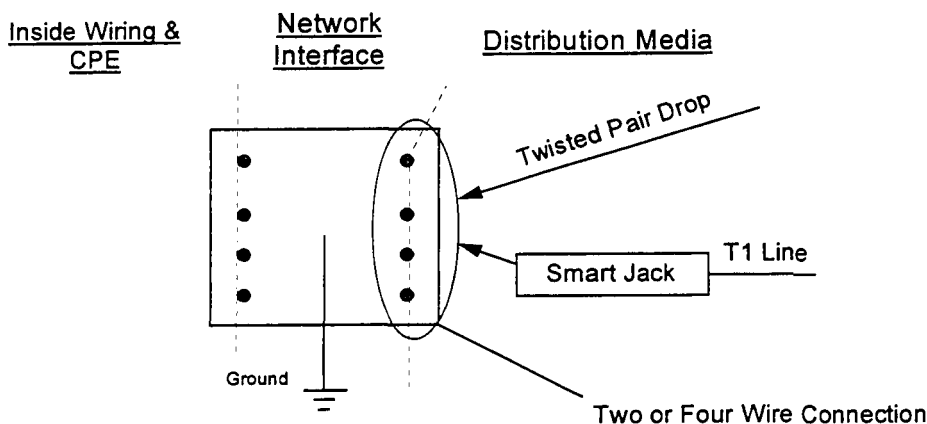 Inside Wiring &
CPE
Network
Interface
Distribution Media
Twisted Pair Drop
Smart Jack
T1 Line
Ground
Two or Four Wire Connection